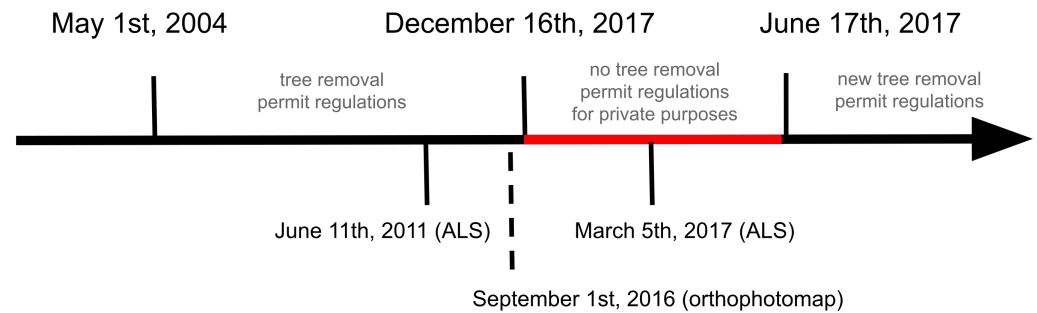 May 1st, 2004
December 16th, 2017
June 17th, 2017
tree removal
permit regulations
no tree removal
permit regulations
for private purposes
new tree removal
permit regulations
June 11th, 2011 (ALS)
March 5th, 2017 (ALS)
September 1st, 2016 (orthophotomap)